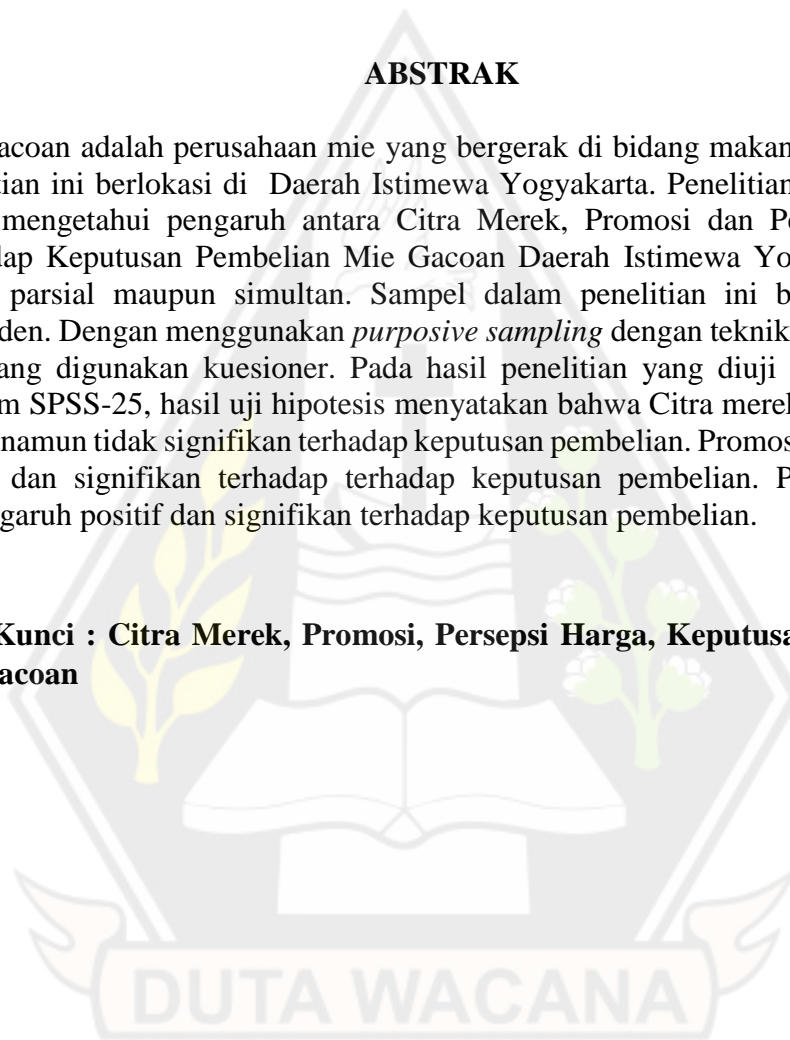 ABSTRAK
acoan adalah perusahaan mie yang bergerak di bidang makan
tian ini berlokasi di Daerah Istimewa Yogyakarta. Penelitian
mengetahui pengaruh antara Citra Merek, Promosi dan Pe
dap Keputusan Pembelian Mie Gacoan Daerah Istimewa Yo
parsial maupun simultan. Sampel dalam penelitian ini b
den. Dengan menggunakan purposive sampling dengan teknik
ang digunakan kuesioner. Pada hasil penelitian yang diuji
m SPSS-25, hasil uji hipotesis menyatakan bahwa Citra merek
namun tidak signifikan terhadap keputusan pembelian. Promos
dan signifikan terhadap terhadap keputusan pembelian. P
garuh positif dan signifikan terhadap keputusan pembelian.
Kunci : Citra Merek, Promosi, Persepsi Harga, Keputusa
acoan
DUTA WACANA